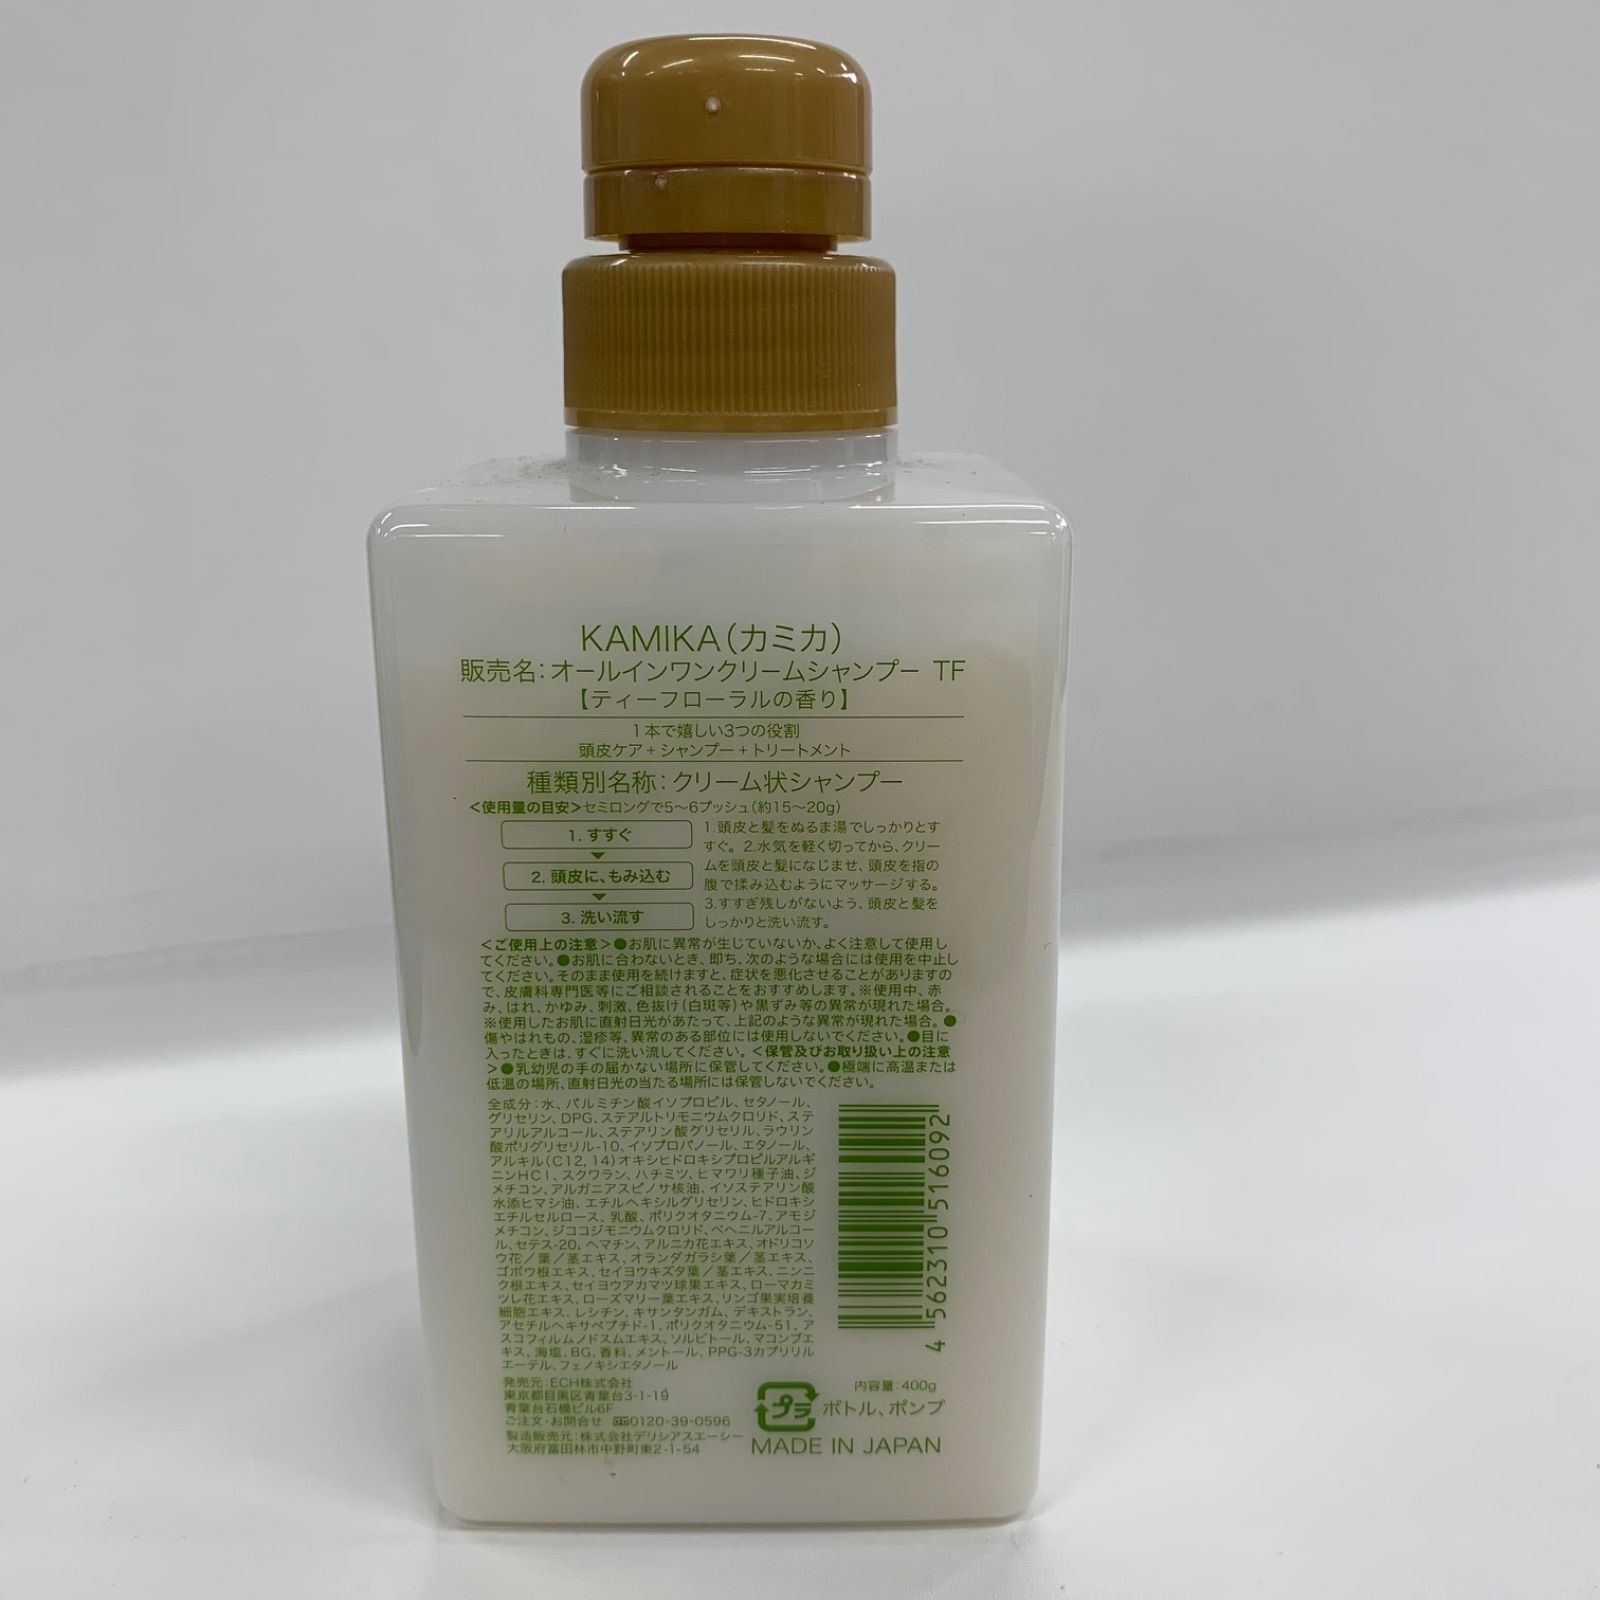 KAMIKA(カミカ)
販売名:オールインワンクリームシャンプー TF
【ティーフローラルの香り】
1本で嬉しい3つの役割
頭皮ケア+シャンプー+トリートメント
種類別名称:クリーム状シャンプー
<使用量の目安>セミロングで5〜6プッシュ(約15〜20g)
1. すすぐ
2. 頭皮に、もみ込む
3. 洗い流す
1.頭皮と髪をぬるま湯でしっかりとす
すぐ。2.水気を軽く切ってから、クリー
ムを頭皮と髪になじませ、頭皮を指の
腹で揉み込むようにマッサージする。
3.すすぎ残しがないよう、頭皮と髪を
しっかりと洗い流す。
<ご使用上の注意>●お肌に異常が生じていないか、よく注意して使用し
てください。●お肌に合わないとき、即ち、次のような場合には使用を中止し
てください。そのまま使用を続けますと、症状を悪化させることがありますの
で、皮膚科専門医等にご相談されることをおすすめします。※使用中、赤
み、はれ、かゆみ、刺激、色抜け(白斑等)や黒ずみ等の異常が現れた場合。
※使用したお肌に直射日光があたって、上記のような異常が現れた場合。●
傷やはれもの、湿疹等、異常のある部位には使用しないでください。●目に
入ったときは、すぐに洗い流してください。<保管及びお取り扱い上の注意
>●乳幼児の手の届かない場所に保管してください。●極端に高温または
低温の場所、直射日光の当たる場所には保管しないでください。
全成分:水、パルミチン酸イソプロピル、セタノール、
グリセリン、DPG、ステアルトリモニウムクロリド、ステ
アリルアルコール、ステアリン酸グリセリル、ラウリン
酸ポリグリセリル-10、イソプロパノール、エタノール、
アルキル(C12,14)オキシヒドロキシプロピルアルギ
ニンHCl、スクワラン、ハチミツ、ヒマワリ種子油、ジ
メチコン、アルガニアスピノサ核油、イソステアリン酸
水添ヒマシ油、エチルヘキシルグリセリン、ヒドロキシ
エチルセルロース、乳酸、ポリクオタニウム-7、アモジ
メチコン、ジココジモニウムクロリド、ベヘニルアルコー
ル、セテス-20、ヘマチン、アルニカ花エキス、オドリコソ
ウ花/葉/茎エキス、オランダガラシ葉/茎エキス、
ゴボウ根エキス、セイヨウキズタ葉/茎エキス、ニンニ
ク根エキス、セイヨウアカマツ球果エキス、ローマカミ
ツレ花エキス、ローズマリー葉エキス、リンゴ果実培養
細胞エキス、レシチン、キサンタンガム、デキストラン、
アセチルヘキサペプチド-1、ポリクオタニウム-51、ア
スコフィルムノドスムエキス、ソルビトール、マコンブエ
キス、海塩、BG、香料、メントール、PPG-3カプリリル
エーテル、フェノキシエタノール
4 562310 516092
発売元:ECH株式会社
東京都目黒区青葉台3-1-19
青葉台石橋ビル6F
ご注文・お問合せ 0120-39-0596
製造販売元:株式会社デリシアスエーシー
大阪府富田林市中野町東2-1-54
内容量:400g
プラ ボトル、ポンプ
MADE IN JAPAN